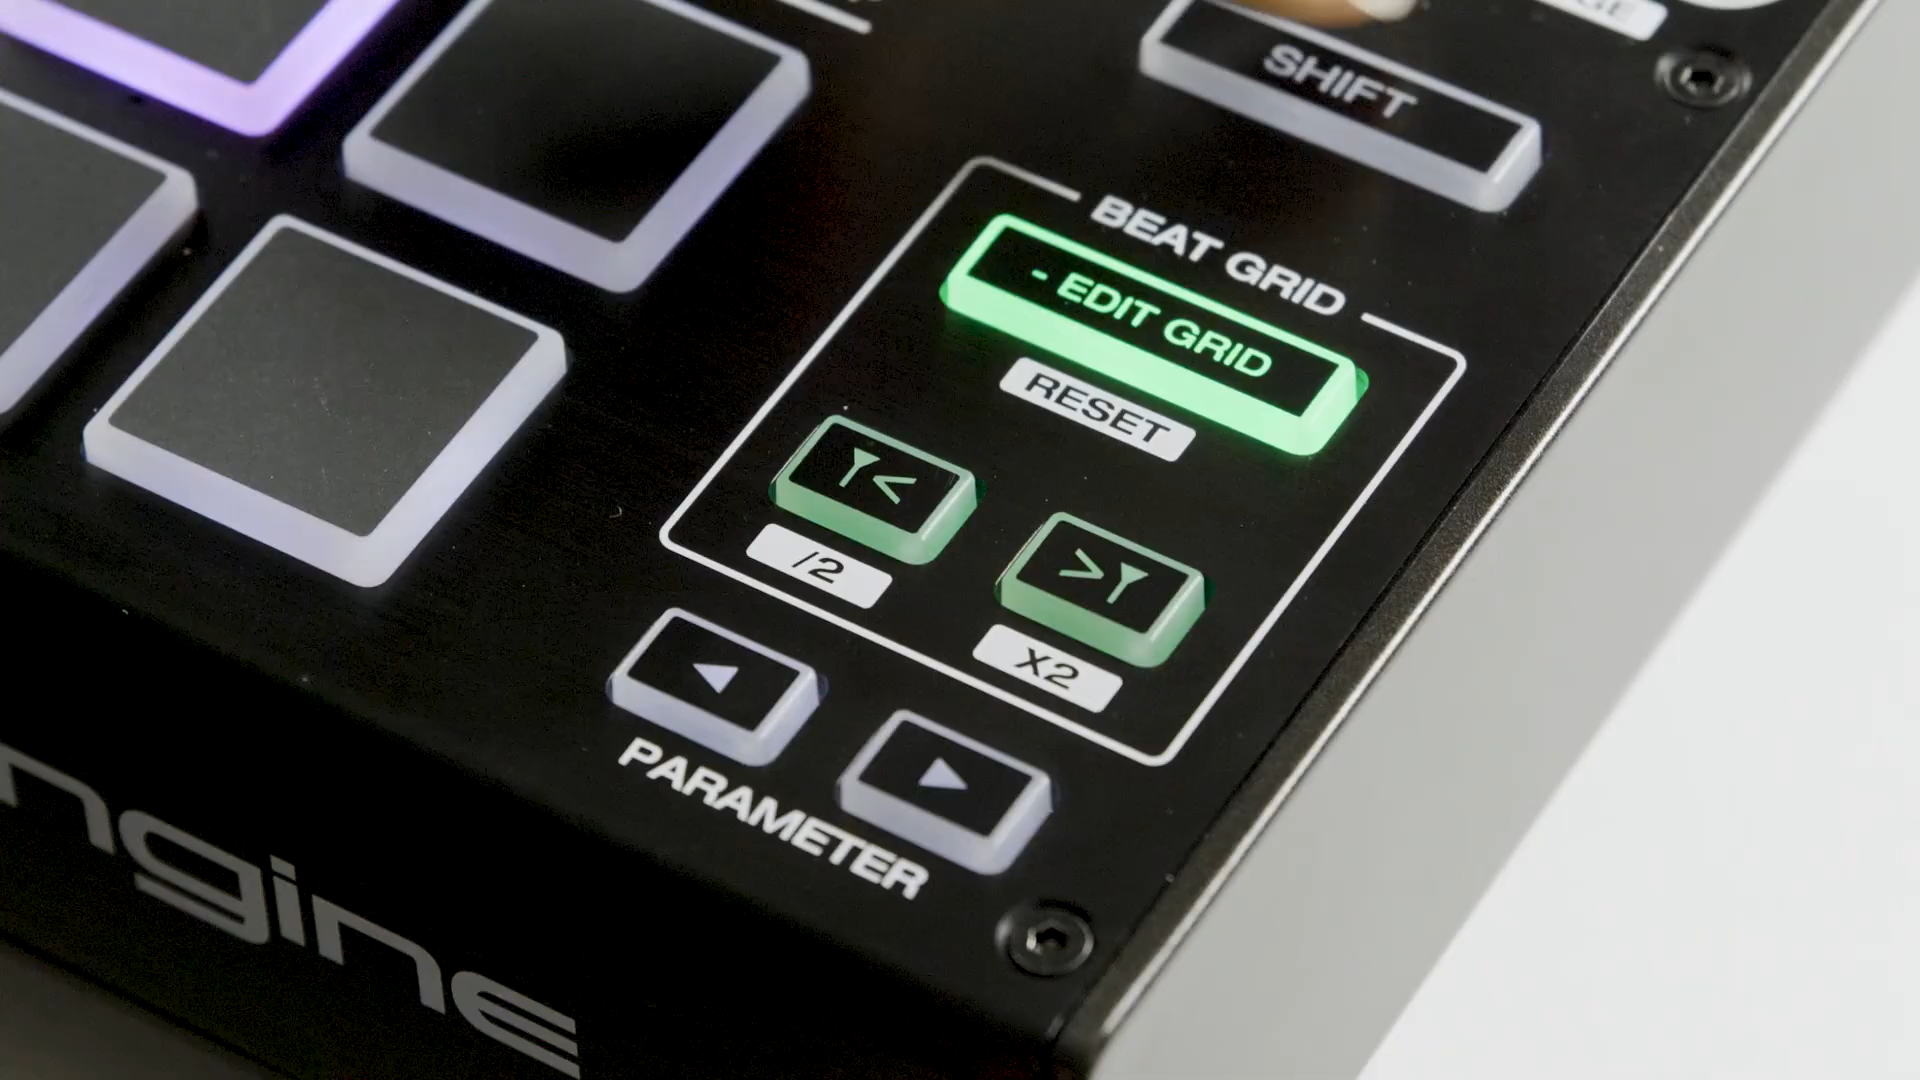 SHIFT
BEAT GRID
- EDIT GRID
RESET
/2
X2
PARAMETER
ngine